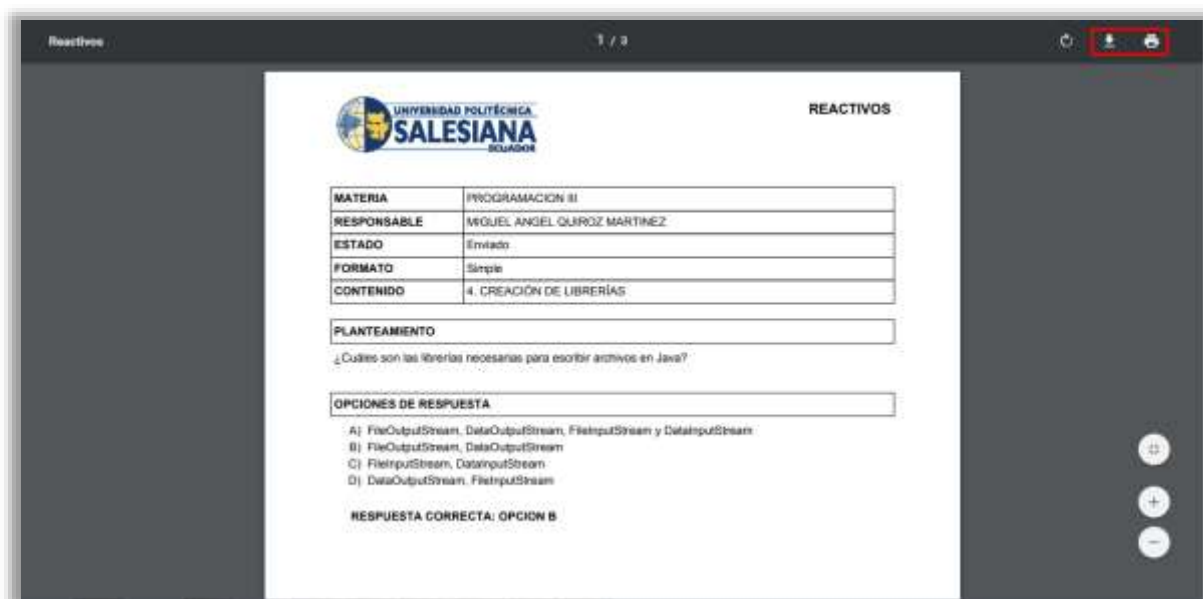 Reactivos
1 / 3
UNIVERSIDAD POLITÉCNICA
SALESIANA
ECUADOR
REACTIVOS
MATERIA PROGRAMACION III
RESPONSABLE MIGUEL ANGEL QUIROZ MARTINEZ
ESTADO Enviado
FORMATO Simple
CONTENIDO 4. CREACIÓN DE LIBRERÍAS
PLANTEAMIENTO
¿Cuáles son las librerías necesarias para escribir archivos en Java?
OPCIONES DE RESPUESTA
A) FileOutputStream, DataOutputStream, FileInputStream y DataInputStream
B) FileOutputStream, DataOutputStream
C) FileInputStream, DataInputStream
D) DataOutputStream, FileInputStream
RESPUESTA CORRECTA: OPCION B